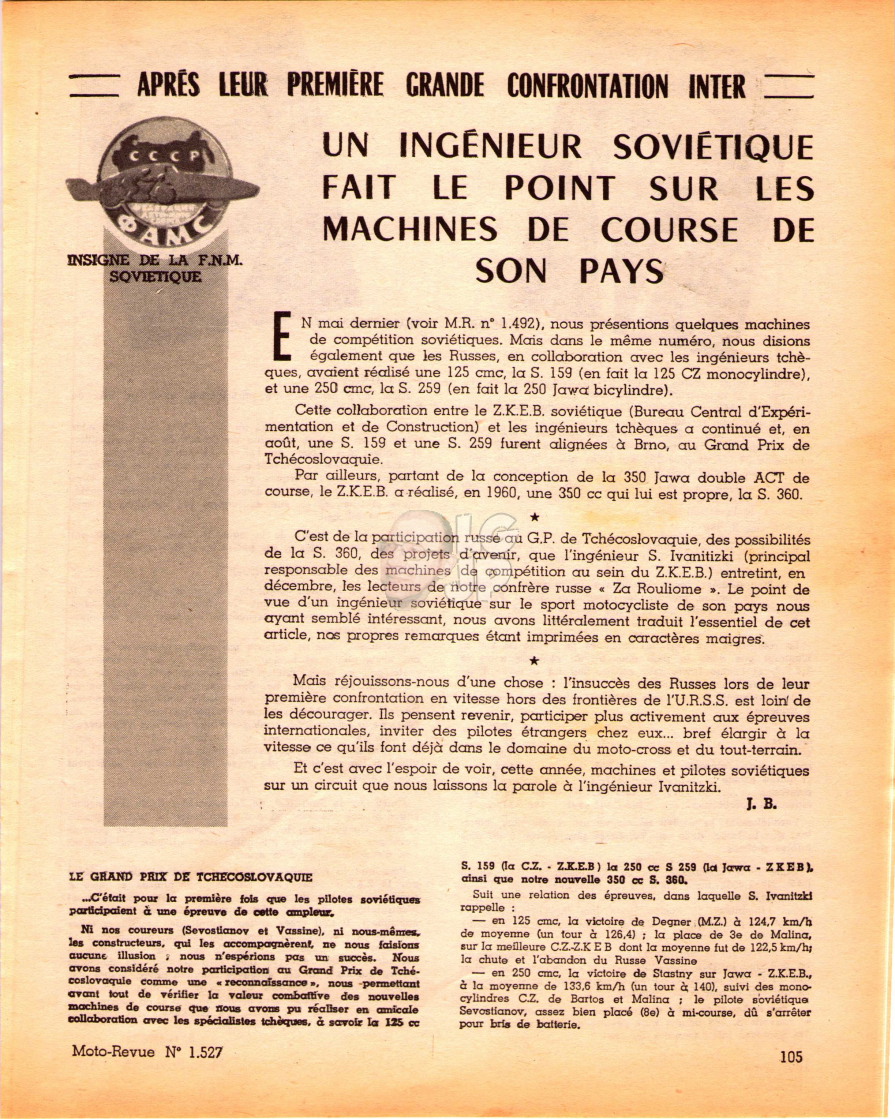 APRÈS LEUR PREMIÈRE GRANDE CONFRONTATION INTER
C C C P
ФАМС
INSIGNE DE LA F.N.M.
SOVIETIQUE
UN INGÉNIEUR SOVIÉTIQUE
FAIT LE POINT SUR LES
MACHINES DE COURSE DE
SON PAYS
EN mai dernier (voir M.R. n° 1.492), nous présentions quelques machines
de compétition soviétiques. Mais dans le même numéro, nous disions
également que les Russes, en collaboration avec les ingénieurs tchè-
ques, avaient réalisé une 125 cmc, la S. 159 (en fait la 125 CZ monocylindre),
et une 250 cmc, la S. 259 (en fait la 250 Jawa bicylindre).
Cette collaboration entre le Z.K.E.B. soviétique (Bureau Central d'Expéri-
mentation et de Construction) et les ingénieurs tchèques a continué et, en
août, une S. 159 et une S. 259 furent alignées à Brno, au Grand Prix de
Tchécoslovaquie.
Par ailleurs, partant de la conception de la 350 Jawa double ACT de
course, le Z.K.E.B. a réalisé, en 1960, une 350 cc qui lui est propre, la S. 360.
★
C'est de la participation russe au G.P. de Tchécoslovaquie, des possibilités
de la S. 360, des projets d'avenir, que l'ingénieur S. Ivanitizki (principal
responsable des machines de compétition au sein du Z.K.E.B.) entretint, en
décembre, les lecteurs de notre confrère russe « Za Rouliome ». Le point de
vue d'un ingénieur soviétique sur le sport motocycliste de son pays nous
ayant semblé intéressant, nous avons littéralement traduit l'essentiel de cet
article, nos propres remarques étant imprimées en caractères maigres.
★
Mais réjouissons-nous d'une chose : l'insuccès des Russes lors de leur
première confrontation en vitesse hors des frontières de l'U.R.S.S. est loin de
les décourager. Ils pensent revenir, participer plus activement aux épreuves
internationales, inviter des pilotes étrangers chez eux... bref élargir à la
vitesse ce qu'ils font déjà dans le domaine du moto-cross et du tout-terrain.
Et c'est avec l'espoir de voir, cette année, machines et pilotes soviétiques
sur un circuit que nous laissons la parole à l'ingénieur Ivanitzki.
J. B.
LE GRAND PRIX DE TCHECOSLOVAQUIE
...C'était pour la première fois que les pilotes soviétiques
participaient à une épreuve de cette ampleur.
Ni nos coureurs (Sevostianov et Vassine), ni nous-mêmes,
les constructeurs, qui les accompagnèrent, ne nous faisions
aucune illusion ; nous n'espérions pas un succès. Nous
avons considéré notre participation au Grand Prix de Tché-
coslovaquie comme une « reconnaissance », nous permettant
avant tout de vérifier la valeur combattive des nouvelles
machines de course que nous avons pu réaliser en amicale
collaboration avec les spécialistes tchèques, à savoir la 125 cc
S. 159 (la C.Z. - Z.K.E.B) la 250 cc S 259 (la Jawa - Z K E B),
ainsi que notre nouvelle 350 cc S. 360.
Suit une relation des épreuves, dans laquelle S. Ivanitzki
rappelle :
— en 125 cmc, la victoire de Degner (M.Z.) à 124,7 km/h
de moyenne (un tour à 126,4) ; la place de 3e de Malina,
sur la meilleure C.Z.-Z.K E B dont la moyenne fut de 122,5 km/h;
la chute et l'abandon du Russe Vassine
— en 250 cmc, la victoire de Stastny sur Jawa - Z.K.E.B.,
à la moyenne de 133,6 km/h (un tour à 140), suivi des mono-
cylindres C.Z. de Bartos et Malina ; le pilote soviétique
Sevostianov, assez bien placé (8e) à mi-course, dû s'arrêter
pour bris de batterie.
Moto-Revue N° 1.527
105